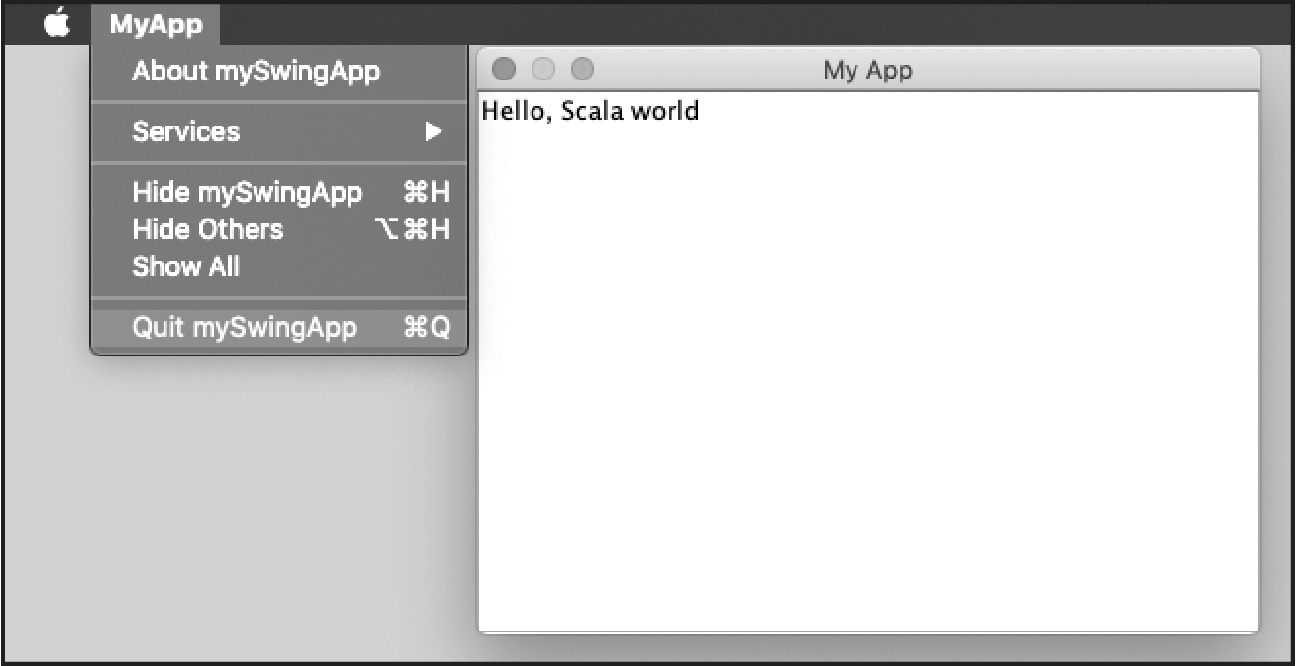 MyApp
About mySwingApp
Services
Hide mySwingApp ⌘H
Hide Others ⌥⌘H
Show All
Quit mySwingApp ⌘Q
My App
Hello, Scala world